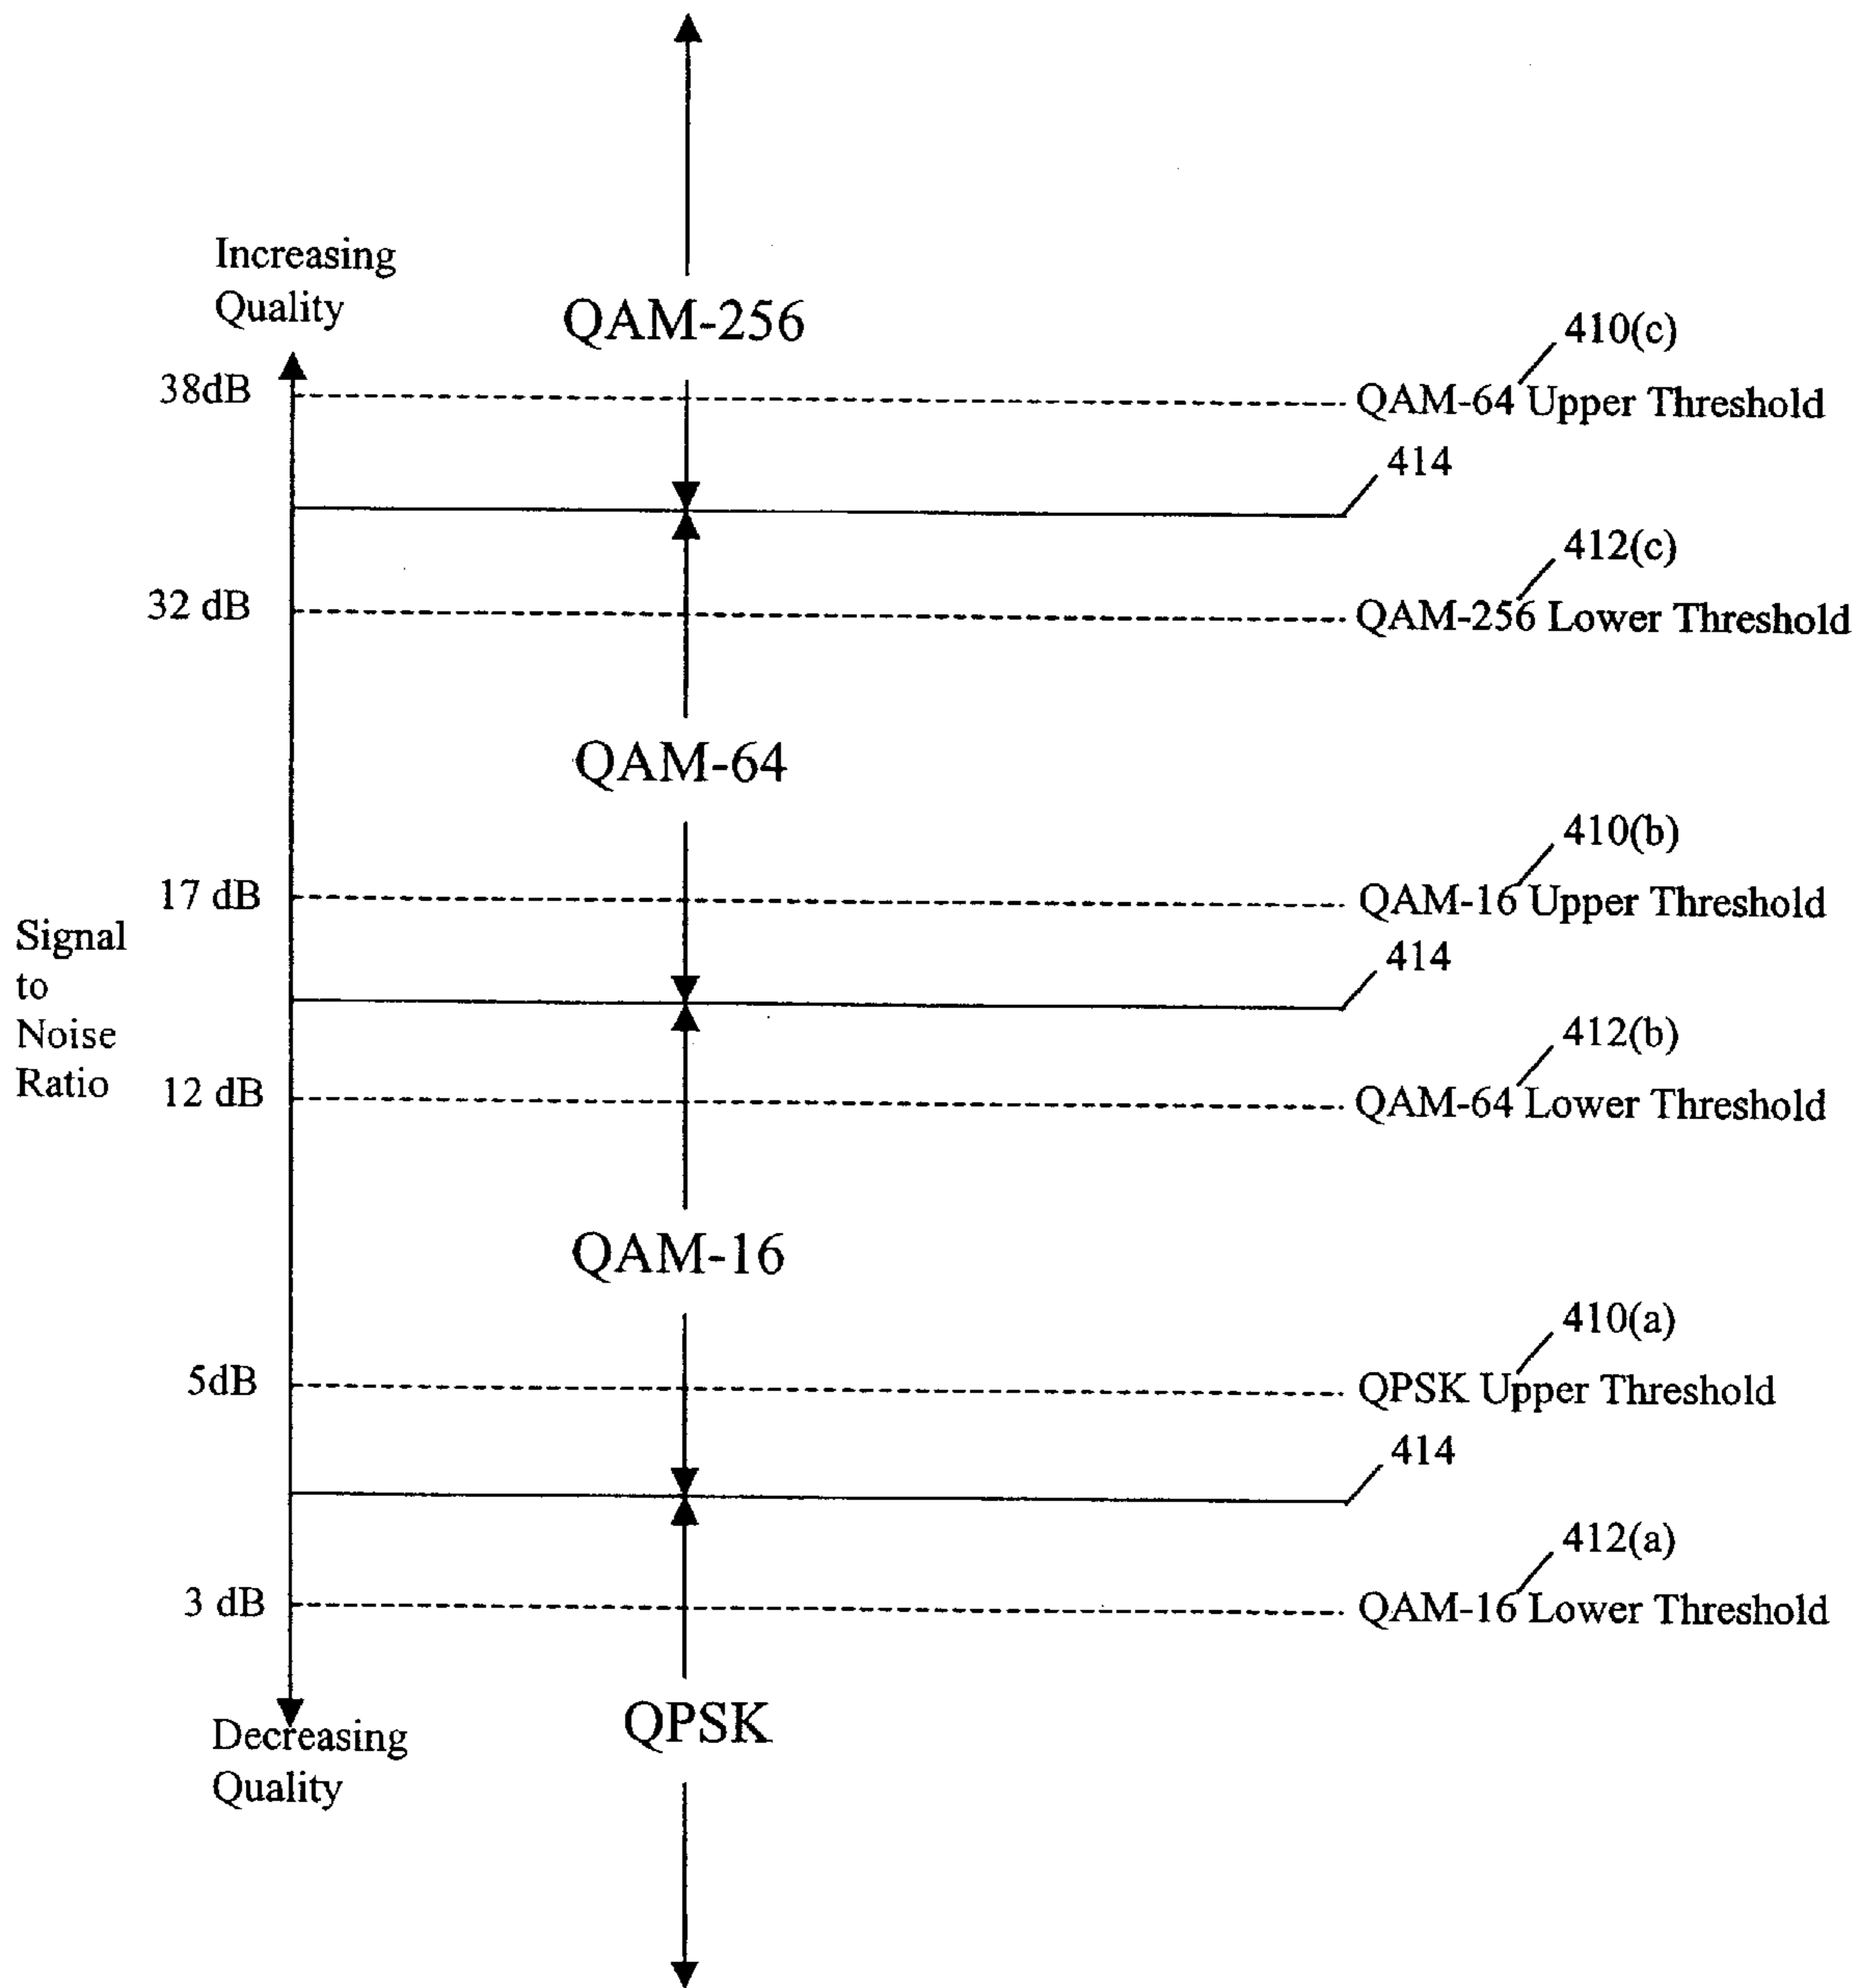 Increasing
Quality
QAM-256
410(c)
38dB
QAM-64 Upper Threshold
414
412(c)
32 dB
QAM-256 Lower Threshold
QAM-64
410(b)
17 dB
QAM-16 Upper Threshold
Signal
to
Noise
Ratio
414
412(b)
12 dB
QAM-64 Lower Threshold
QAM-16
410(a)
5dB
QPSK Upper Threshold
414
412(a)
3 dB
QAM-16 Lower Threshold
QPSK
Decreasing
Quality